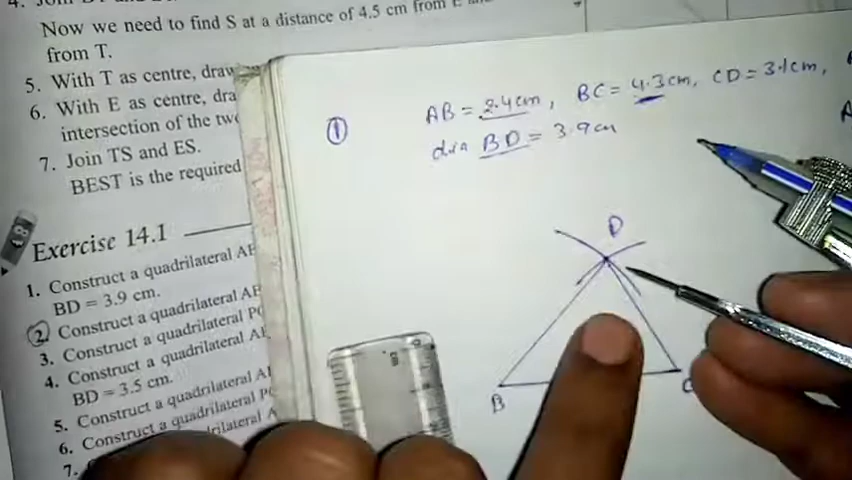 Now we need to find S at a distance of 4.5 cm from E
from T.
5. With T as centre, draw
6. With E as centre, dra
intersection of the two
7. Join TS and ES.
BEST is the required
Exercise 14.1
1. Construct a quadrilateral AB
BD = 3.9 cm.
2. Construct a quadrilateral AB
3. Construct a quadrilateral PQ
4. Construct a quadrilateral AB
BD = 3.5 cm.
5. Construct a quadrilateral AB
6. Construct a quadrilateral P
7.
1 AB = 2.4cm, BC = 4.3cm, CD = 3.1cm,
dia BD = 3.9cm
D
B
C